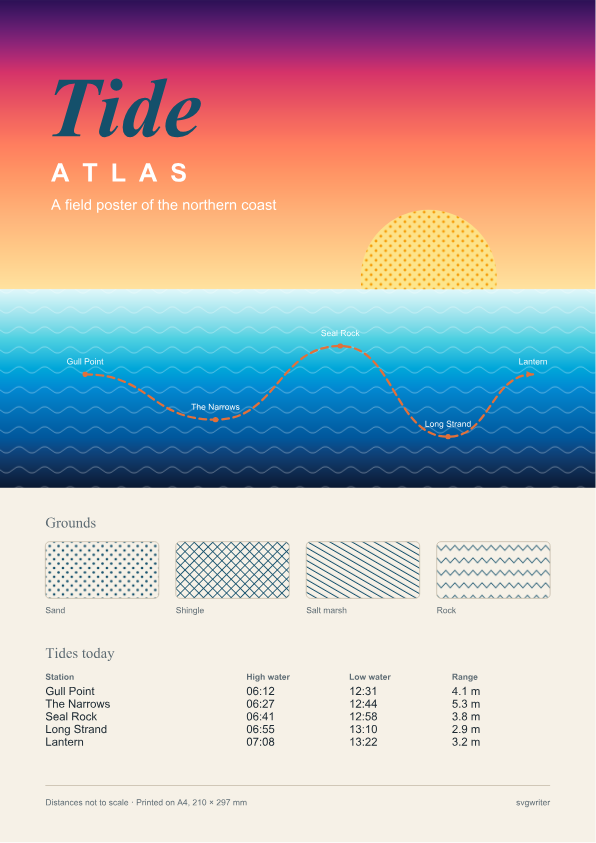 Tide
ATLAS
A field poster of the northern coast
Seal Rock
Gull Point
Lantern
The Narrows
Long Strand
Grounds
Sand Shingle Salt marsh Rock
Tides today
Station High water Low water Range
Gull Point 06:12 12:31 4.1 m
The Narrows 06:27 12:44 5.3 m
Seal Rock 06:41 12:58 3.8 m
Long Strand 06:55 13:10 2.9 m
Lantern 07:08 13:22 3.2 m
Distances not to scale · Printed on A4, 210 × 297 mm svgwriter